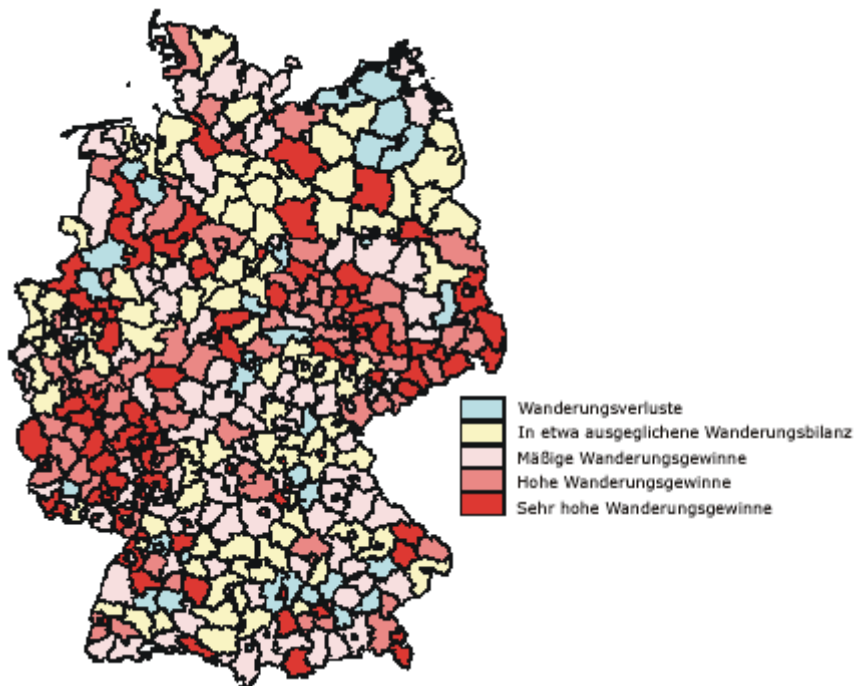 Wanderungsverluste
In etwa ausgeglichene Wanderungsbilanz
Mäßige Wanderungsgewinne
Hohe Wanderungsgewinne
Sehr hohe Wanderungsgewinne